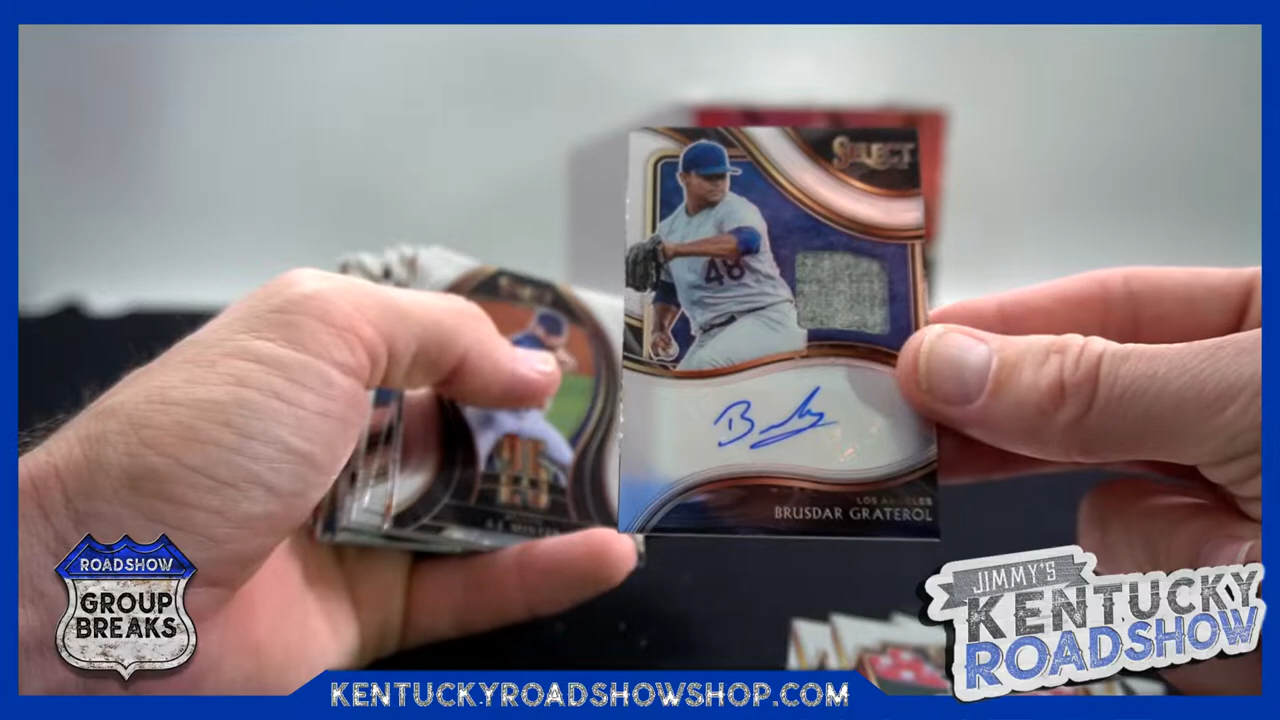 SELECT
48
LOS ANGELES
BRUSDAR GRATEROL
ROADSHOW
GROUP
BREAKS
JIMMY'S
KENTUCKY
ROADSHOW
KENTUCKYROADSHOWSHOP.COM